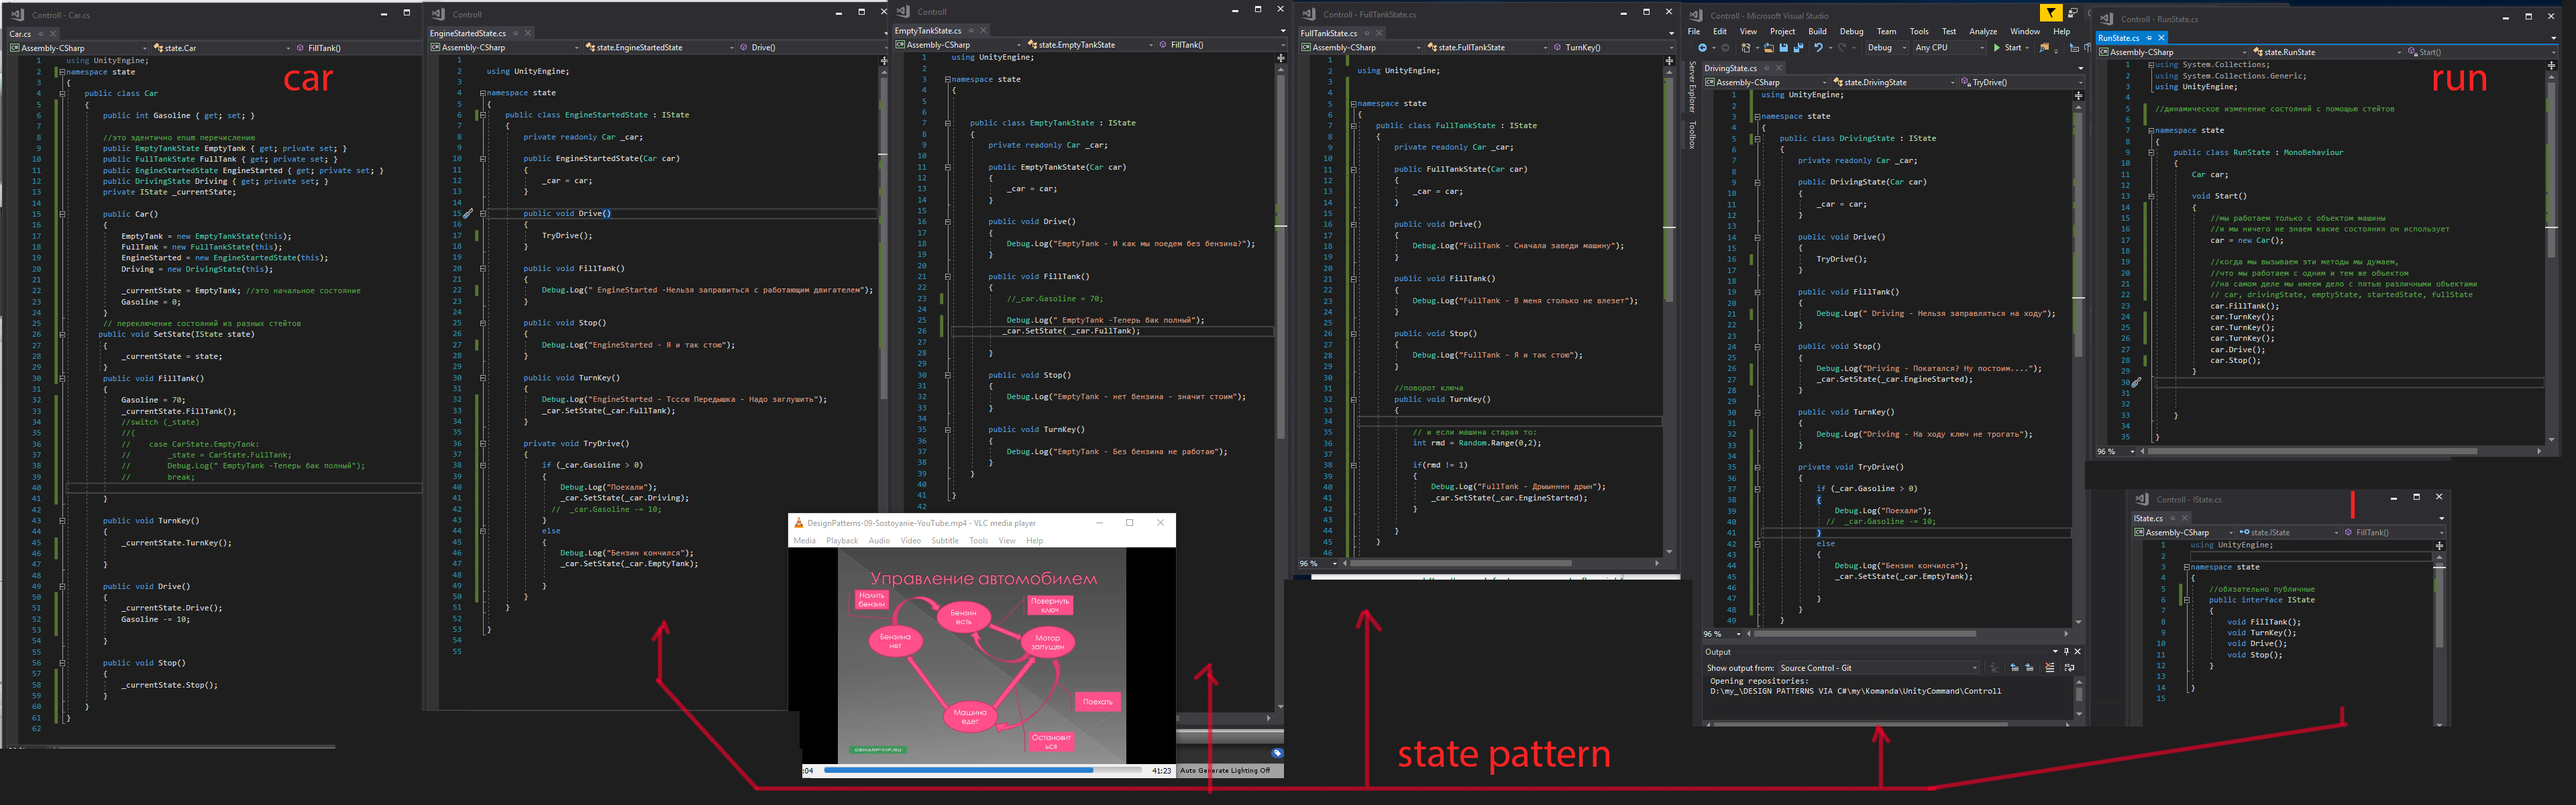 Controll - Car.cs
Car.cs
Assembly-CSharp
state.Car
FillTank()
car
using UnityEngine;
namespace state
{
public class Car
{
public int Gasoline { get; set; }
//это эдентично enum перечислению
public EmptyTankState EmptyTank { get; private set; }
public FullTankState FullTank { get; private set; }
public EngineStartedState EngineStarted { get; private set; }
public DrivingState Driving { get; private set; }
private IState _currentState;
public Car()
{
EmptyTank = new EmptyTankState(this);
FullTank = new FullTankState(this);
EngineStarted = new EngineStartedState(this);
Driving = new DrivingState(this);
_currentState = EmptyTank; //это начальное состояние
Gasoline = 0;
}
// переключение состояний из разных стейтов
public void SetState(IState state)
{
_currentState = state;
}
public void FillTank()
{
Gasoline = 70;
_currentState.FillTank();
//switch (_state)
//{
// case CarState.EmptyTank:
// _state = CarState.FullTank;
// Debug.Log(" EmptyTank -Теперь бак полный");
// break;
}
public void TurnKey()
{
_currentState.TurnKey();
}
public void Drive()
{
_currentState.Drive();
Gasoline -= 10;
}
public void Stop()
{
_currentState.Stop();
}
}
}
Controll
EngineStartedState.cs
Assembly-CSharp
state.EngineStartedState
Drive()
using UnityEngine;
namespace state
{
public class EngineStartedState : IState
{
private readonly Car _car;
public EngineStartedState(Car car)
{
_car = car;
}
public void Drive()
{
TryDrive();
}
public void FillTank()
{
Debug.Log(" EngineStarted -Нельзя заправиться с работающим двигателем");
}
public void Stop()
{
Debug.Log("EngineStarted - Я и так стою");
}
public void TurnKey()
{
Debug.Log("EngineStarted - Тсссю Передышка - Надо заглушить");
_car.SetState(_car.FullTank);
}
private void TryDrive()
{
if (_car.Gasoline > 0)
{
Debug.Log("Поехали");
_car.SetState(_car.Driving);
// _car.Gasoline -= 10;
}
else
{
Debug.Log("Бензин кончился");
_car.SetState(_car.EmptyTank);
}
}
}
}
Controll
EmptyTankState.cs
Assembly-CSharp
state.EmptyTankState
FillTank()
using UnityEngine;
namespace state
{
public class EmptyTankState : IState
{
private readonly Car _car;
public EmptyTankState(Car car)
{
_car = car;
}
public void Drive()
{
Debug.Log("EmptyTank - И как мы поедем без бензина?");
}
public void FillTank()
{
//_car.Gasoline = 70;
Debug.Log(" EmptyTank -Теперь бак полный");
_car.SetState( _car.FullTank);
}
public void Stop()
{
Debug.Log("EmptyTank - нет бензина - значит стоим");
}
public void TurnKey()
{
Debug.Log("EmptyTank - Без бензина не работаю");
}
}
}
DesignPatterns-09-Sostoyanie-YouTube.mp4 - VLC media player
Media Playback Audio Video Subtitle Tools View Help
Управление автомобилем
Налить
бензин
Бензин
есть
Повернуть
ключ
Бензина
нет
Мотор
запущен
Поехать
Машина
едет
Остановит
ься
CSHARP-VIP.RU
:04
41:23
Auto Generate Lighting Off
Controll - FullTankState.cs
FullTankState.cs
Assembly-CSharp
state.FullTankState
TurnKey()
using UnityEngine;
namespace state
{
public class FullTankState : IState
{
private readonly Car _car;
public FullTankState(Car car)
{
_car = car;
}
public void Drive()
{
Debug.Log("FullTank - Сначала заведи машину");
}
public void FillTank()
{
Debug.Log("FullTank - В меня столько не влезет");
}
public void Stop()
{
Debug.Log("FullTank - Я и так стою");
}
//поворот ключа
public void TurnKey()
{
// и если машина старая то:
int rmd = Random.Range(0,2);
if(rmd != 1)
{
Debug.Log("FullTank - Дрыынннн дрын");
_car.SetState(_car.EngineStarted);
}
}
}
96 %
state pattern
Controll - Microsoft Visual Studio
File Edit View Project Build Debug Team Tools Test Analyze Window Help
Debug
Any CPU
Start
Server Explorer
Toolbox
DrivingState.cs
Assembly-CSharp
state.DrivingState
TryDrive()
using UnityEngine;
namespace state
{
public class DrivingState : IState
{
private readonly Car _car;
public DrivingState(Car car)
{
_car = car;
}
public void Drive()
{
TryDrive();
}
public void FillTank()
{
Debug.Log(" Driving - Нельзя заправляться на ходу");
}
public void Stop()
{
Debug.Log("Driving - Покатался? Ну постоим....");
_car.SetState(_car.EngineStarted);
}
public void TurnKey()
{
Debug.Log("Driving - На ходу ключ не трогать");
}
private void TryDrive()
{
if (_car.Gasoline > 0)
{
Debug.Log("Поехали");
// _car.Gasoline -= 10;
}
else
{
Debug.Log("Бензин кончился");
_car.SetState(_car.EmptyTank);
}
}
96 %
Output
Show output from: Source Control - Git
Opening repositories:
D:\my_\DESIGN PATTERNS VIA C#\my\Komanda\UnityCommand\Controll
Controll - RunState.cs
RunState.cs
Assembly-CSharp
state.RunState
Start()
run
using System.Collections;
using System.Collections.Generic;
using UnityEngine;
//динамическое изменение состояний с помощью стейтов
namespace state
{
public class RunState : MonoBehaviour
{
Car car;
void Start()
{
//мы работаем только с объектом машины
//и мы ничего не знаем какие состояния он использует
car = new Car();
//когда мы вызываем эти методы мы думаем,
//что мы работаем с одним и тем же объектом
//на самом деле мы имеем дело с пятью различными объектами
// car, drivingState, emptyState, startedState, fullState
car.FillTank();
car.TurnKey();
car.TurnKey();
car.TurnKey();
car.Drive();
car.Stop();
}
}
}
96 %
Controll - IState.cs
IState.cs
Assembly-CSharp
state.IState
FillTank()
I
using UnityEngine;
namespace state
{
//обязательно публичные
public interface IState
{
void FillTank();
void TurnKey();
void Drive();
void Stop();
}
}